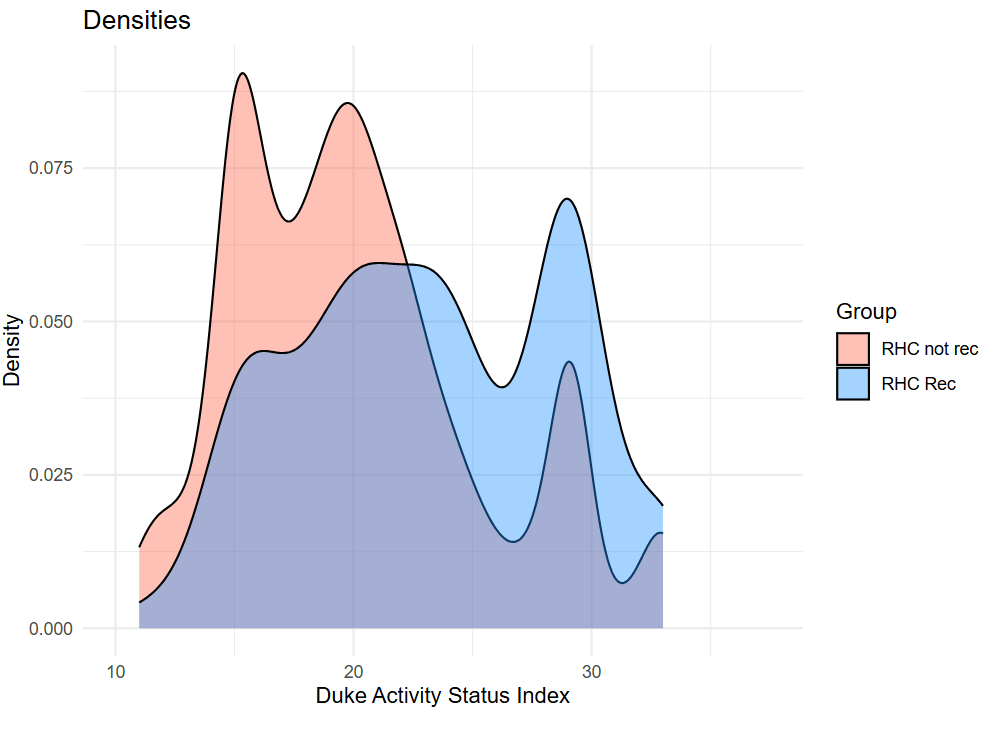 Densities
Density
0.075
0.050
0.025
0.000
10 20 30
Duke Activity Status Index
Group
RHC not rec
RHC Rec